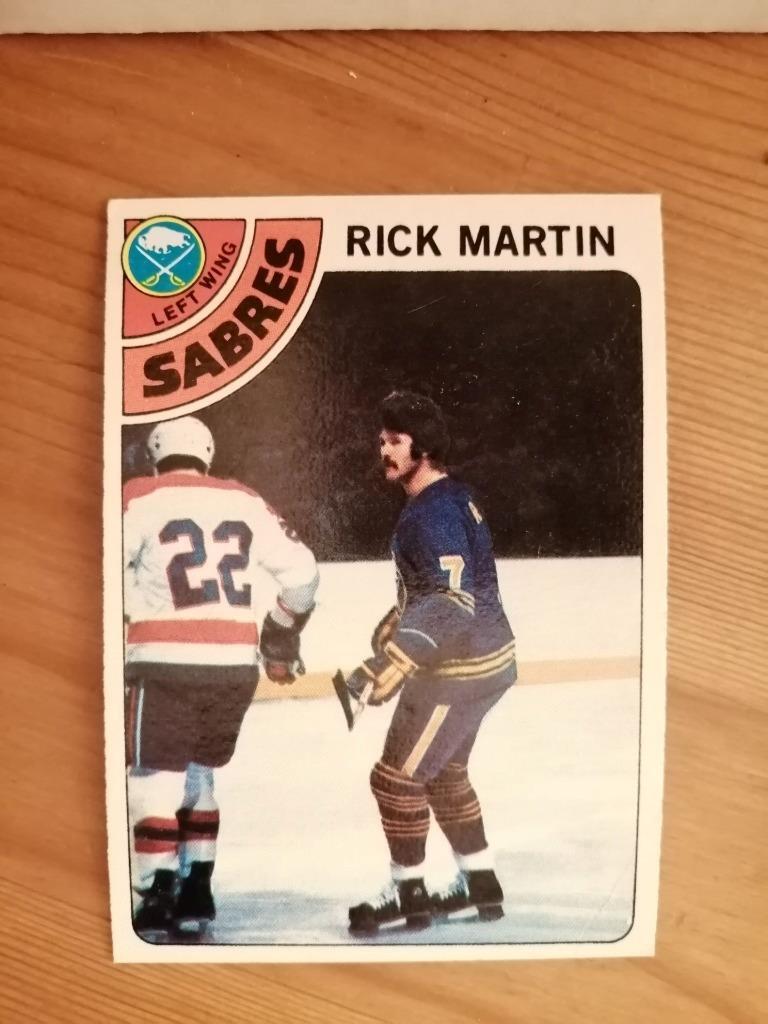 LEFT WING
SABRES
RICK MARTIN
22
7